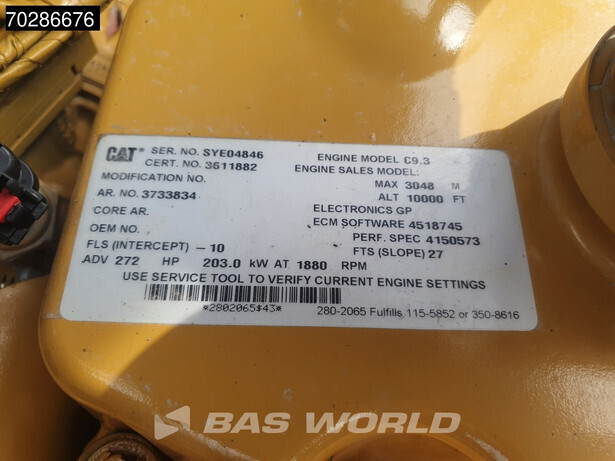 70286676
CAT® SER. NO. SYE04846
CERT. NO. 3611882
MODIFICATION NO.
AR. NO. 3733834
CORE AR.
OEM NO.
FLS (INTERCEPT) -10
ADV 272 HP 203.0 kW AT 1880 RPM
ENGINE MODEL C9.3
ENGINE SALES MODEL:
MAX 3048 M
ALT 10000 FT
ELECTRONICS GP
ECM SOFTWARE 4518745
PERF. SPEC 4150573
FTS (SLOPE) 27
USE SERVICE TOOL TO VERIFY CURRENT ENGINE SETTINGS
*2802065$43*
280-2065 Fulfills 115-5852 or 350-8616
BAS WORLD